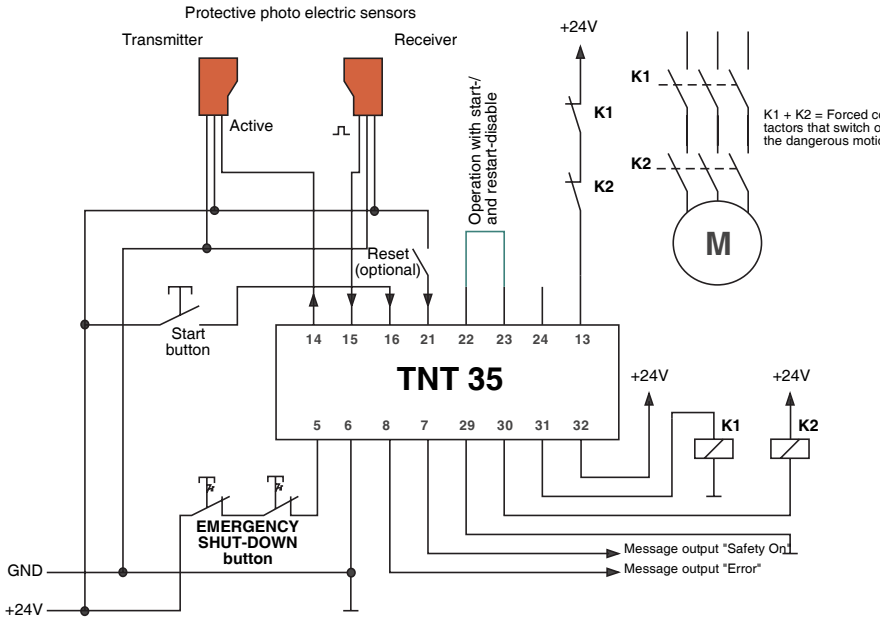 Protective photo electric sensors
Transmitter
Receiver
Active
+24V
K1
K2
Operation with start-/
and restart-disable
K1
K2
K1 + K2 = Forced co
tactors that switch o
the dangerous motio
M
Reset
(optional)
Start
button
14 15 16 21 22 23 24 13
TNT 35
5 6 8 7 29 30 31 32
+24V
+24V
K1
K2
EMERGENCY
SHUT-DOWN
button
Message output "Safety On"
Message output "Error"
GND
+24V